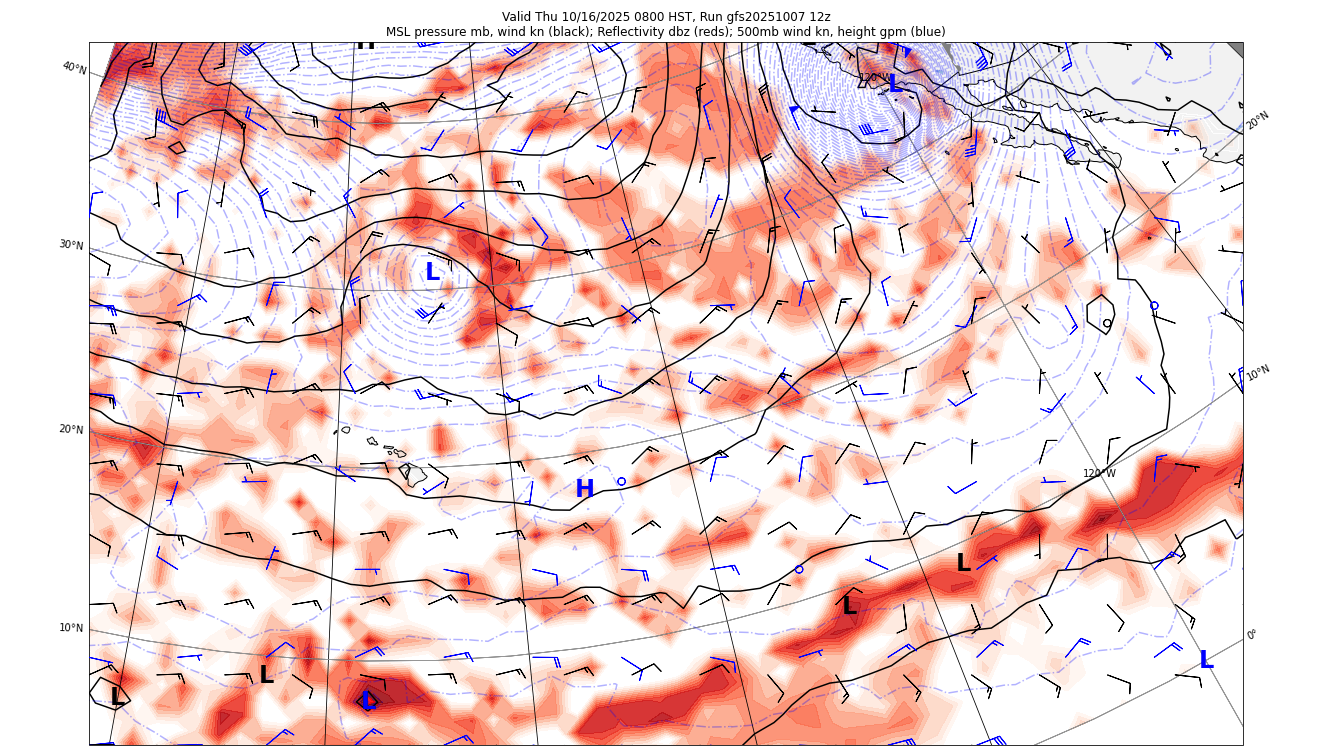 Valid Thu 10/16/2025 0800 HST, Run gfs20251007 12z
MSL pressure mb, wind kn (black); Reflectivity dbz (reds); 500mb wind kn, height gpm (blue)
H
40°N
120°W
L
20°N
30°N
L
10°N
20°N
120°W
H
L
L
10°N
0°
L
L
L
L